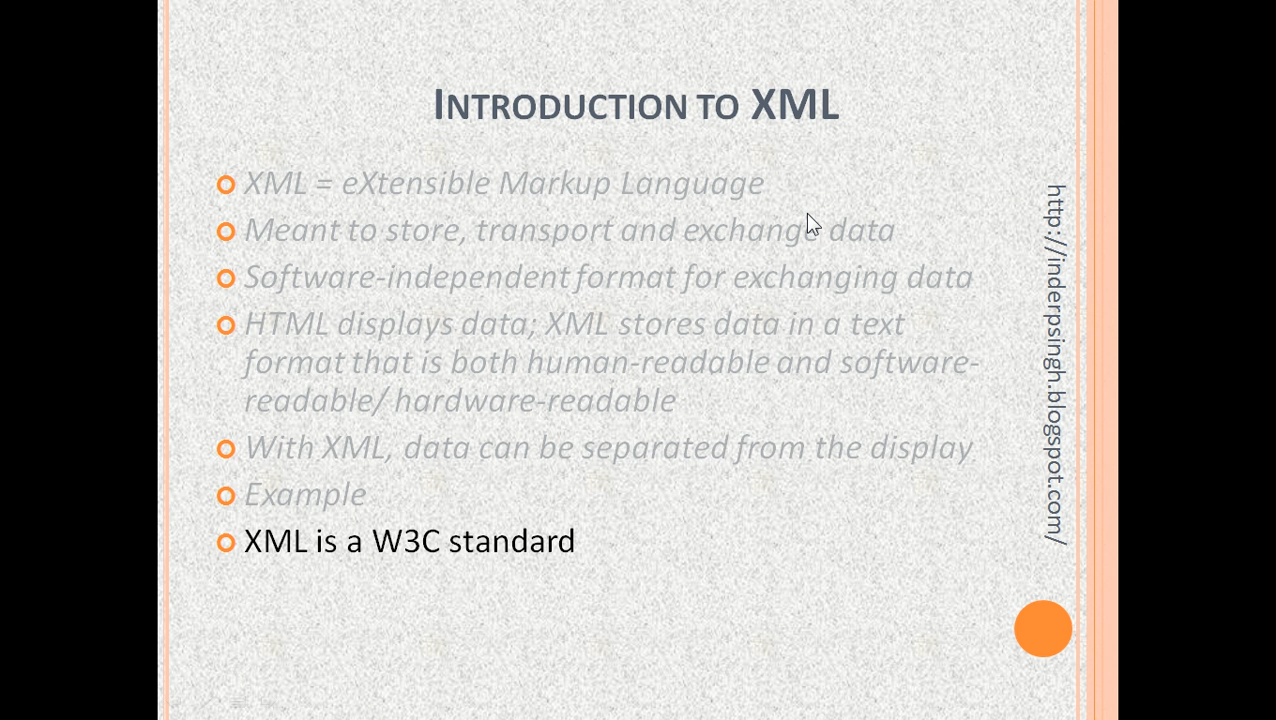 INTRODUCTION TO XML
XML = eXtensible Markup Language
Meant to store, transport and exchange data
Software-independent format for exchanging data
HTML displays data; XML stores data in a text
format that is both human-readable and software-
readable/ hardware-readable
With XML, data can be separated from the display
Example
XML is a W3C standard
http://inderpsingh.blogspot.com/